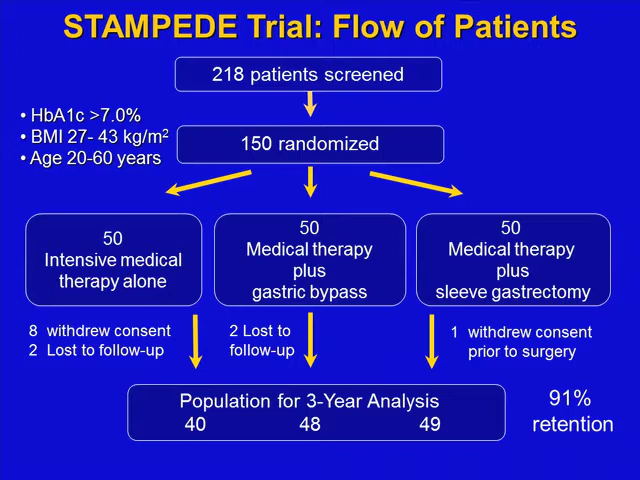 STAMPEDE Trial: Flow of Patients
218 patients screened
• HbA1c >7.0%
• BMI 27- 43 kg/m²
• Age 20-60 years
150 randomized
50
Intensive medical
therapy alone
50
Medical therapy
plus
gastric bypass
50
Medical therapy
plus
sleeve gastrectomy
8 withdrew consent
2 Lost to follow-up
2 Lost to
follow-up
1 withdrew consent
prior to surgery
Population for 3-Year Analysis
40 48 49
91%
retention